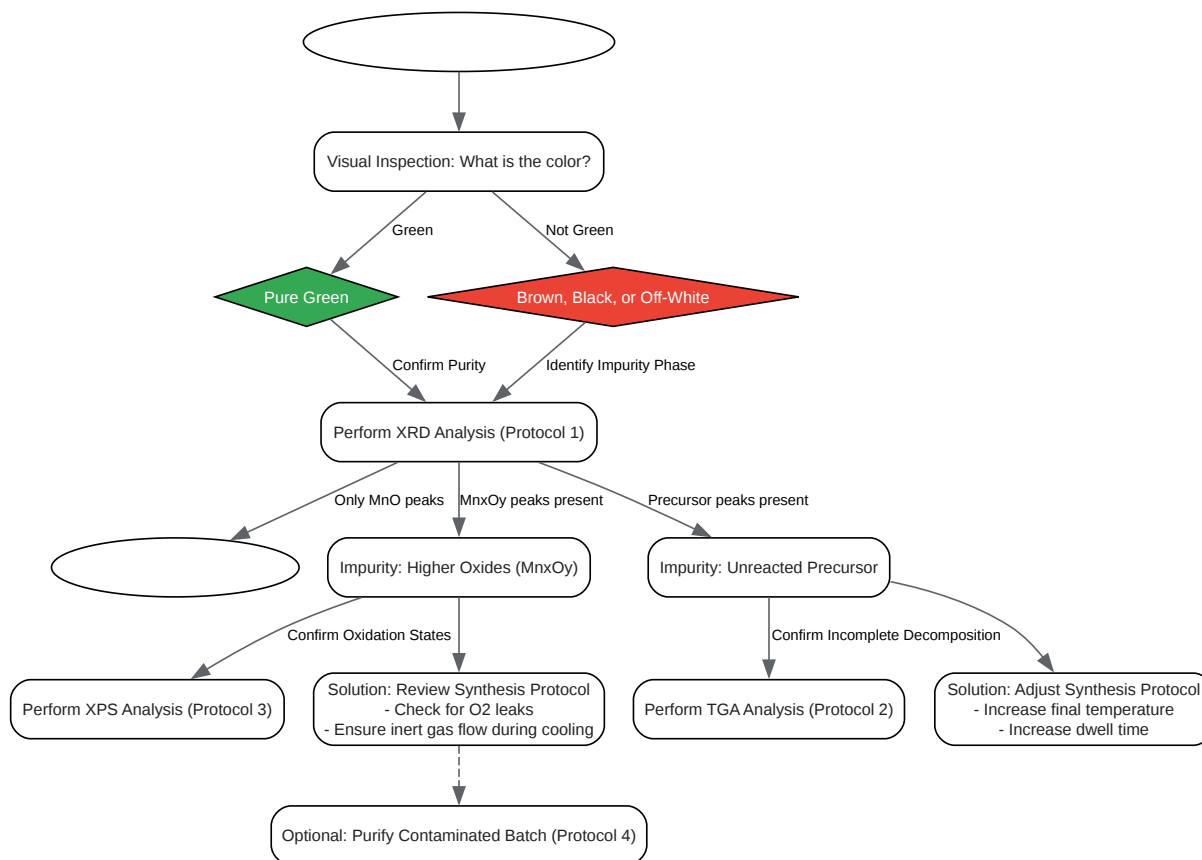 Visual Inspection: What is the color?
Green
Not Green
Pure Green
Brown, Black, or Off-White
Confirm Purity
Identify Impurity Phase
Perform XRD Analysis (Protocol 1)
Only MnO peaks
MnxOy peaks present
Precursor peaks present
Impurity: Higher Oxides (MnxOy)
Impurity: Unreacted Precursor
Confirm Oxidation States
Confirm Incomplete Decomposition
Perform XPS Analysis (Protocol 3)
Solution: Review Synthesis Protocol
- Check for O2 leaks
- Ensure inert gas flow during cooling
Perform TGA Analysis (Protocol 2)
Solution: Adjust Synthesis Protocol
- Increase final temperature
- Increase dwell time
Optional: Purify Contaminated Batch (Protocol 4)